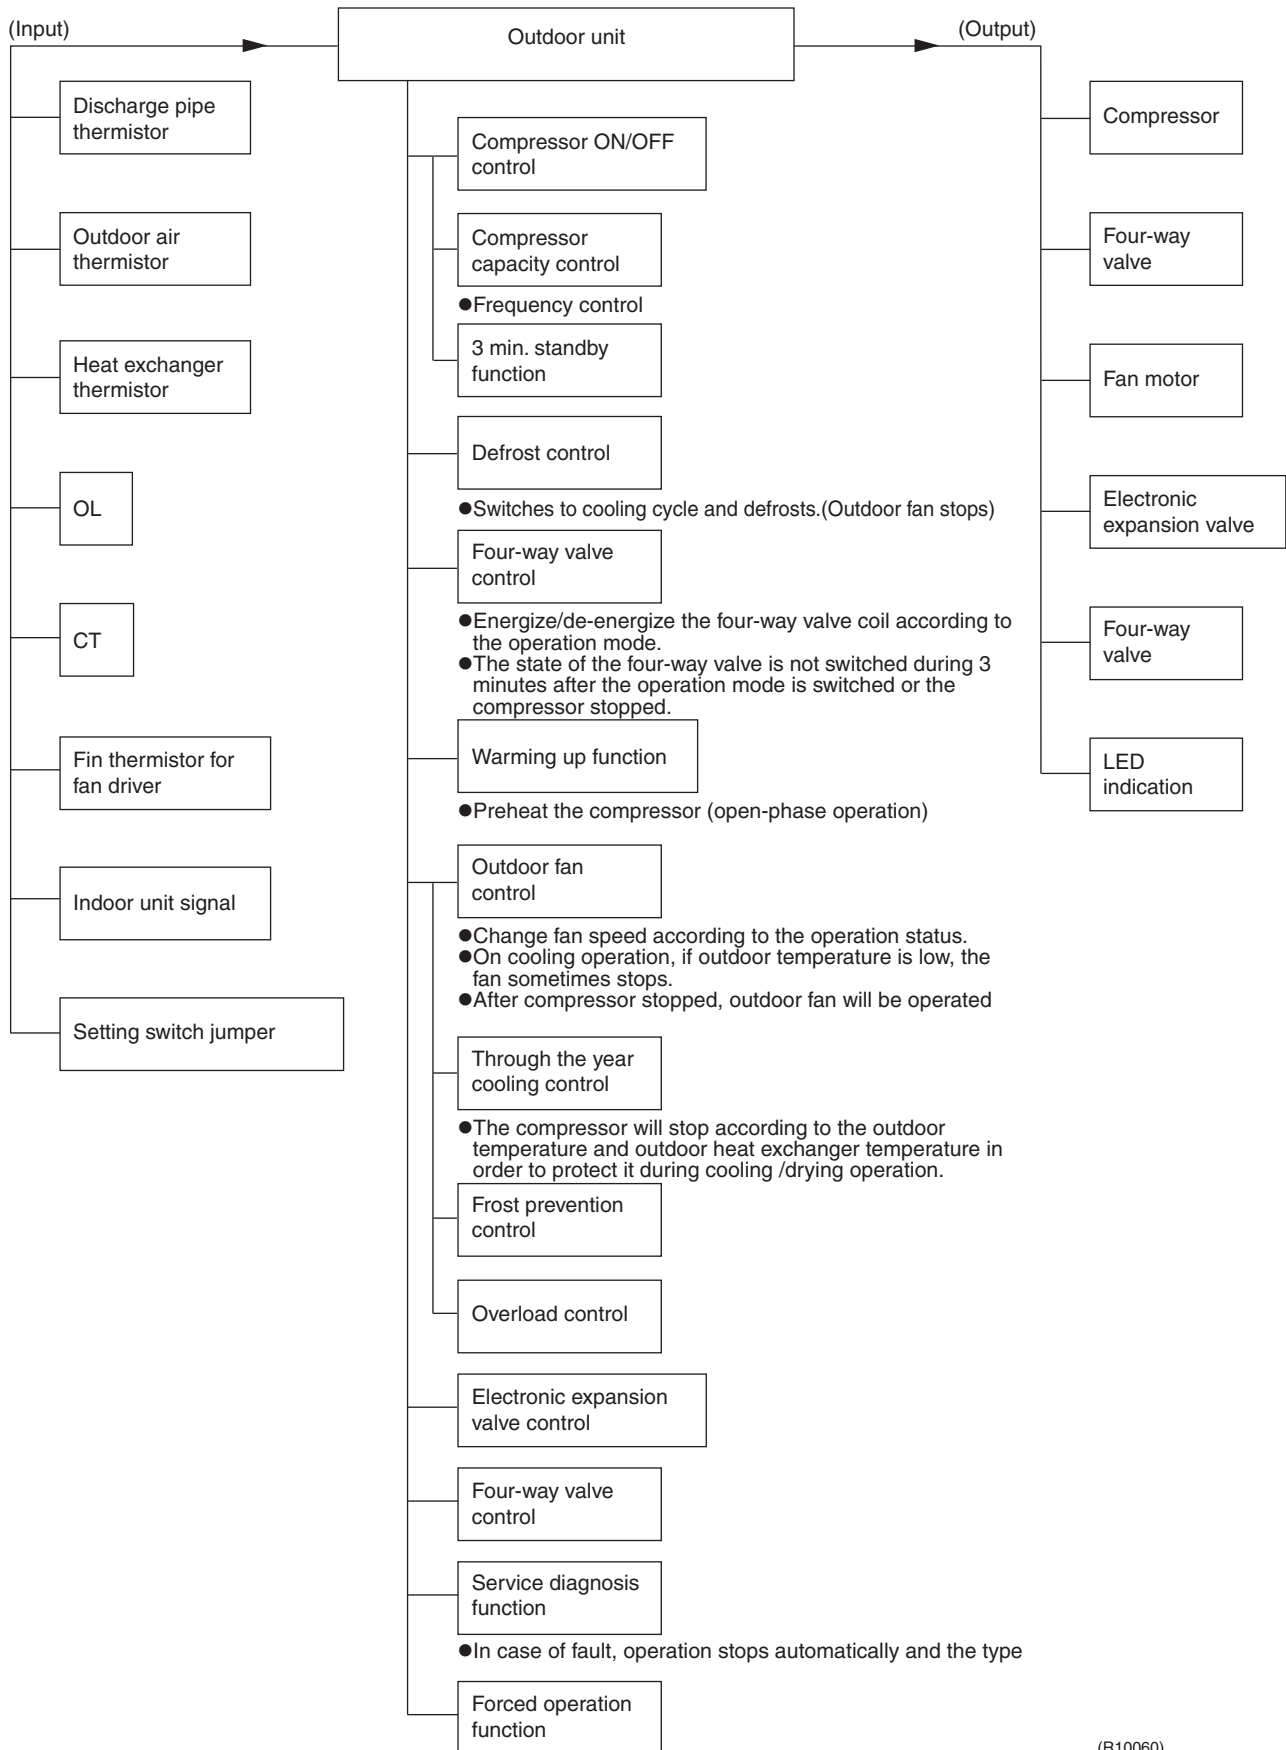 (Input)
Outdoor unit
(Output)
Discharge pipe
thermistor
Outdoor air
thermistor
Heat exchanger
thermistor
OL
CT
Fin thermistor for
fan driver
Indoor unit signal
Setting switch jumper
Compressor ON/OFF
control
Compressor
capacity control
●Frequency control
3 min. standby
function
Defrost control
●Switches to cooling cycle and defrosts.(Outdoor fan stops)
Four-way valve
control
●Energize/de-energize the four-way valve coil according to
the operation mode.
●The state of the four-way valve is not switched during 3
minutes after the operation mode is switched or the
compressor stopped.
Warming up function
●Preheat the compressor (open-phase operation)
Outdoor fan
control
●Change fan speed according to the operation status.
●On cooling operation, if outdoor temperature is low, the
fan sometimes stops.
●After compressor stopped, outdoor fan will be operated
Through the year
cooling control
●The compressor will stop according to the outdoor
temperature and outdoor heat exchanger temperature in
order to protect it during cooling /drying operation.
Frost prevention
control
Overload control
Electronic expansion
valve control
Four-way valve
control
Service diagnosis
function
●In case of fault, operation stops automatically and the type
Forced operation
function
Compressor
Four-way
valve
Fan motor
Electronic
expansion valve
Four-way
valve
LED
indication
(R10060)